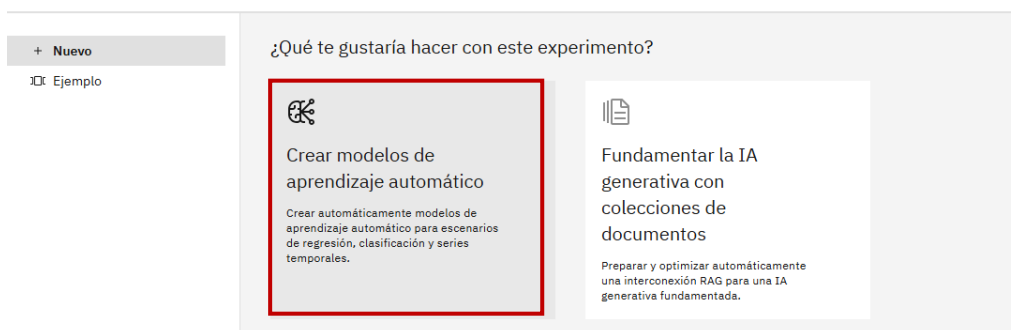 + Nuevo
Ejemplo
¿Qué te gustaría hacer con este experimento?
Crear modelos de
aprendizaje automático
Crear automáticamente modelos de
aprendizaje automático para escenarios
de regresión, clasificación y series
temporales.
Fundamentar la IA
generativa con
colecciones de
documentos
Preparar y optimizar automáticamente
una interconexión RAG para una IA
generativa fundamentada.